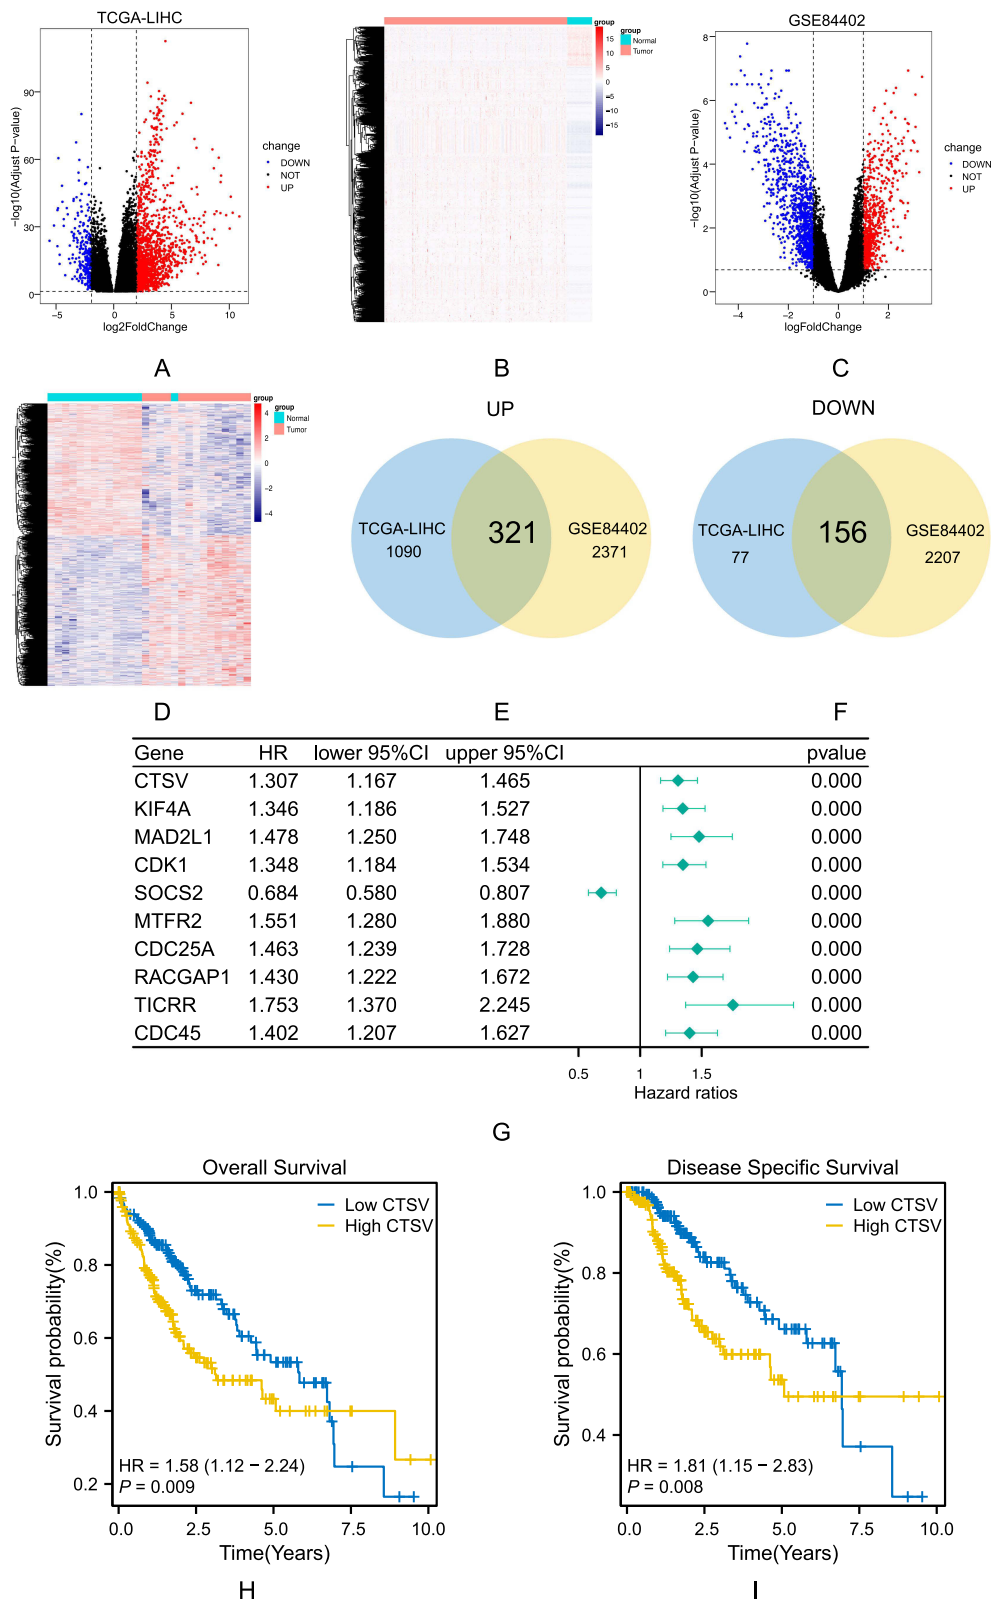 TCGA-LIHC
−log10(Adjust P-value)
90
60
30
0
−5
0
5
10
log2FoldChange
change
DOWN
NOT
UP
A
group
15
10
5
0
−5
−10
−15
group
Normal
Tumor
B
GSE84402
−log10(Adjust P-value)
8
6
4
2
0
−4
−2
0
2
logFoldChange
change
DOWN
NOT
UP
C
group
4
2
0
−2
−4
group
Normal
Tumor
D
UP
TCGA-LIHC
1090
321
GSE84402
2371
E
DOWN
TCGA-LIHC
77
156
GSE84402
2207
F
Gene HR lower 95%CI upper 95%CI pvalue
CTSV 1.307 1.167 1.465 0.000
KIF4A 1.346 1.186 1.527 0.000
MAD2L1 1.478 1.250 1.748 0.000
CDK1 1.348 1.184 1.534 0.000
SOCS2 0.684 0.580 0.807 0.000
MTFR2 1.551 1.280 1.880 0.000
CDC25A 1.463 1.239 1.728 0.000
RACGAP1 1.430 1.222 1.672 0.000
TICRR 1.753 1.370 2.245 0.000
CDC45 1.402 1.207 1.627 0.000
0.5 1 1.5
Hazard ratios
G
Overall Survival
Survival probability(%)
1.0
0.8
0.6
0.4
0.2
Low CTSV
High CTSV
HR = 1.58 (1.12 − 2.24)
P = 0.009
0.0 2.5 5.0 7.5 10.0
Time(Years)
H
Disease Specific Survival
Survival probability(%)
1.0
0.8
0.6
0.4
Low CTSV
High CTSV
HR = 1.81 (1.15 − 2.83)
P = 0.008
0.0 2.5 5.0 7.5 10.0
Time(Years)
I